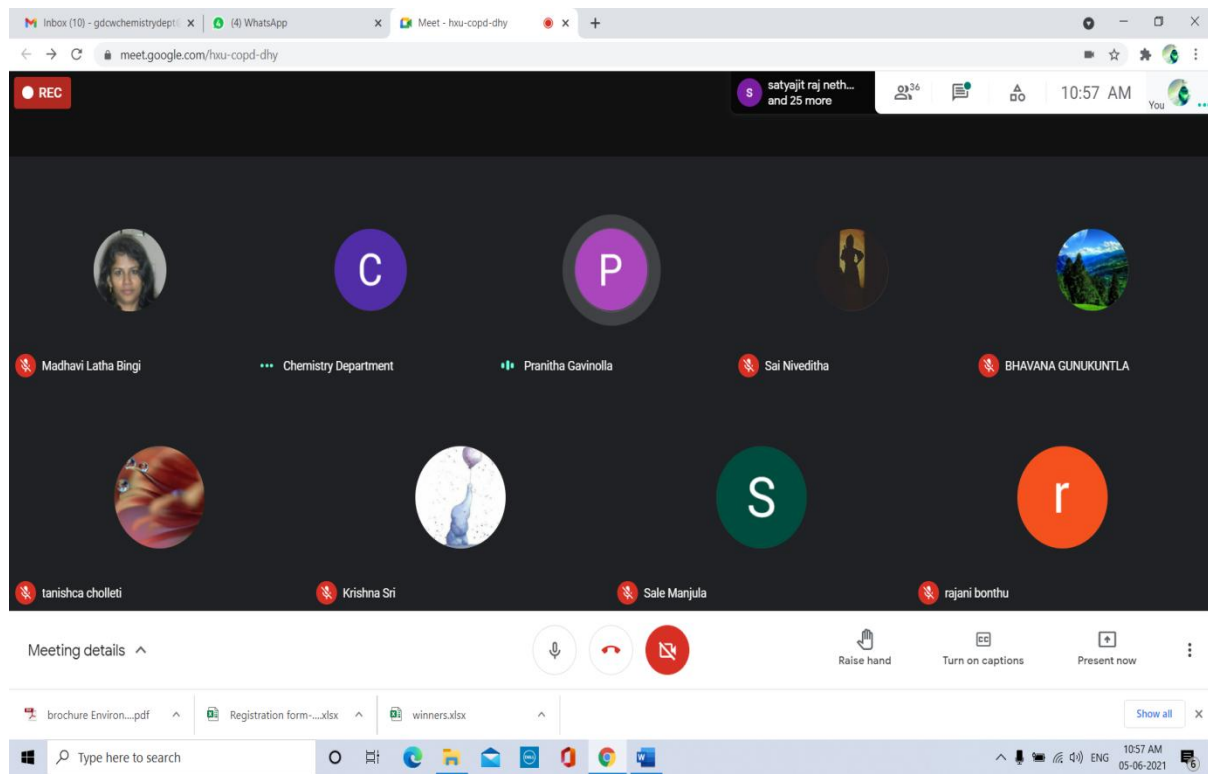 Inbox (10) - gdcwchemistrydept
(4) WhatsApp
Meet - hxu-copd-dhy
meet.google.com/hxu-copd-dhy
REC
S
satyajit raj neth...
and 25 more
36
10:57 AM
You
C
P
Madhavi Latha Bingi
Chemistry Department
Pranitha Gavinolla
Sai Niveditha
BHAVANA GUNUKUNTLA
S
r
tanishca cholleti
Krishna Sri
Sale Manjula
rajani bonthu
Meeting details
Raise hand
CC
Turn on captions
Present now
brochure Environ....pdf
Registration form-....xlsx
winners.xlsx
Show all
Type here to search
ENG
10:57 AM
05-06-2021
6